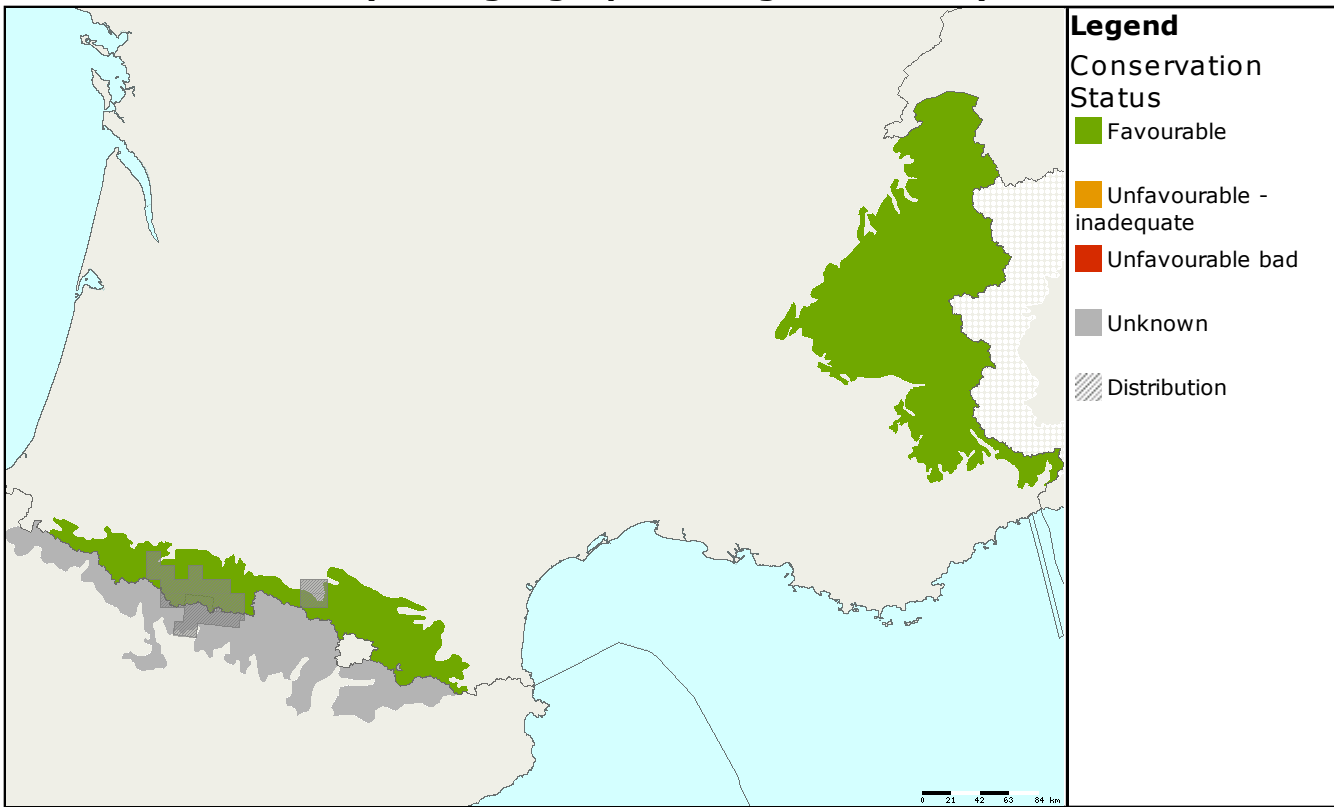 Legend
Conservation
Status
Favourable
Unfavourable -
inadequate
Unfavourable bad
Unknown
Distribution
0 21 42 63 84 km